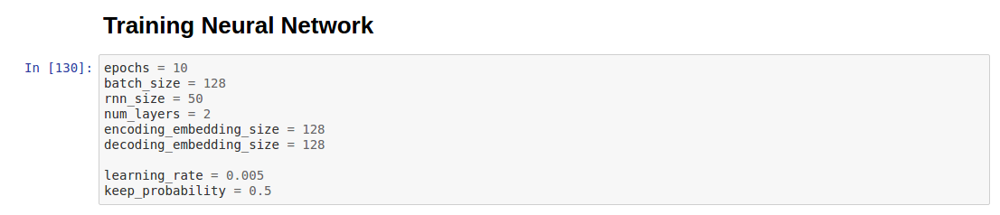 Training Neural Network
In [130]:
epochs = 10
batch_size = 128
rnn_size = 50
num_layers = 2
encoding_embedding_size = 128
decoding_embedding_size = 128
learning_rate = 0.005
keep_probability = 0.5